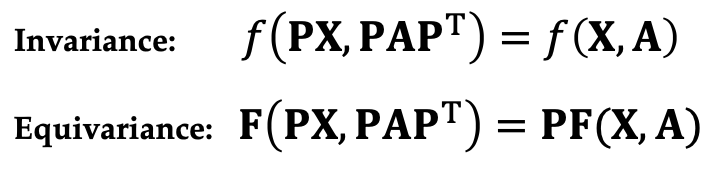 Invariance: f(PX, PAPᵀ) = f(X, A)
Equivariance: F(PX, PAPᵀ) = PF(X, A)